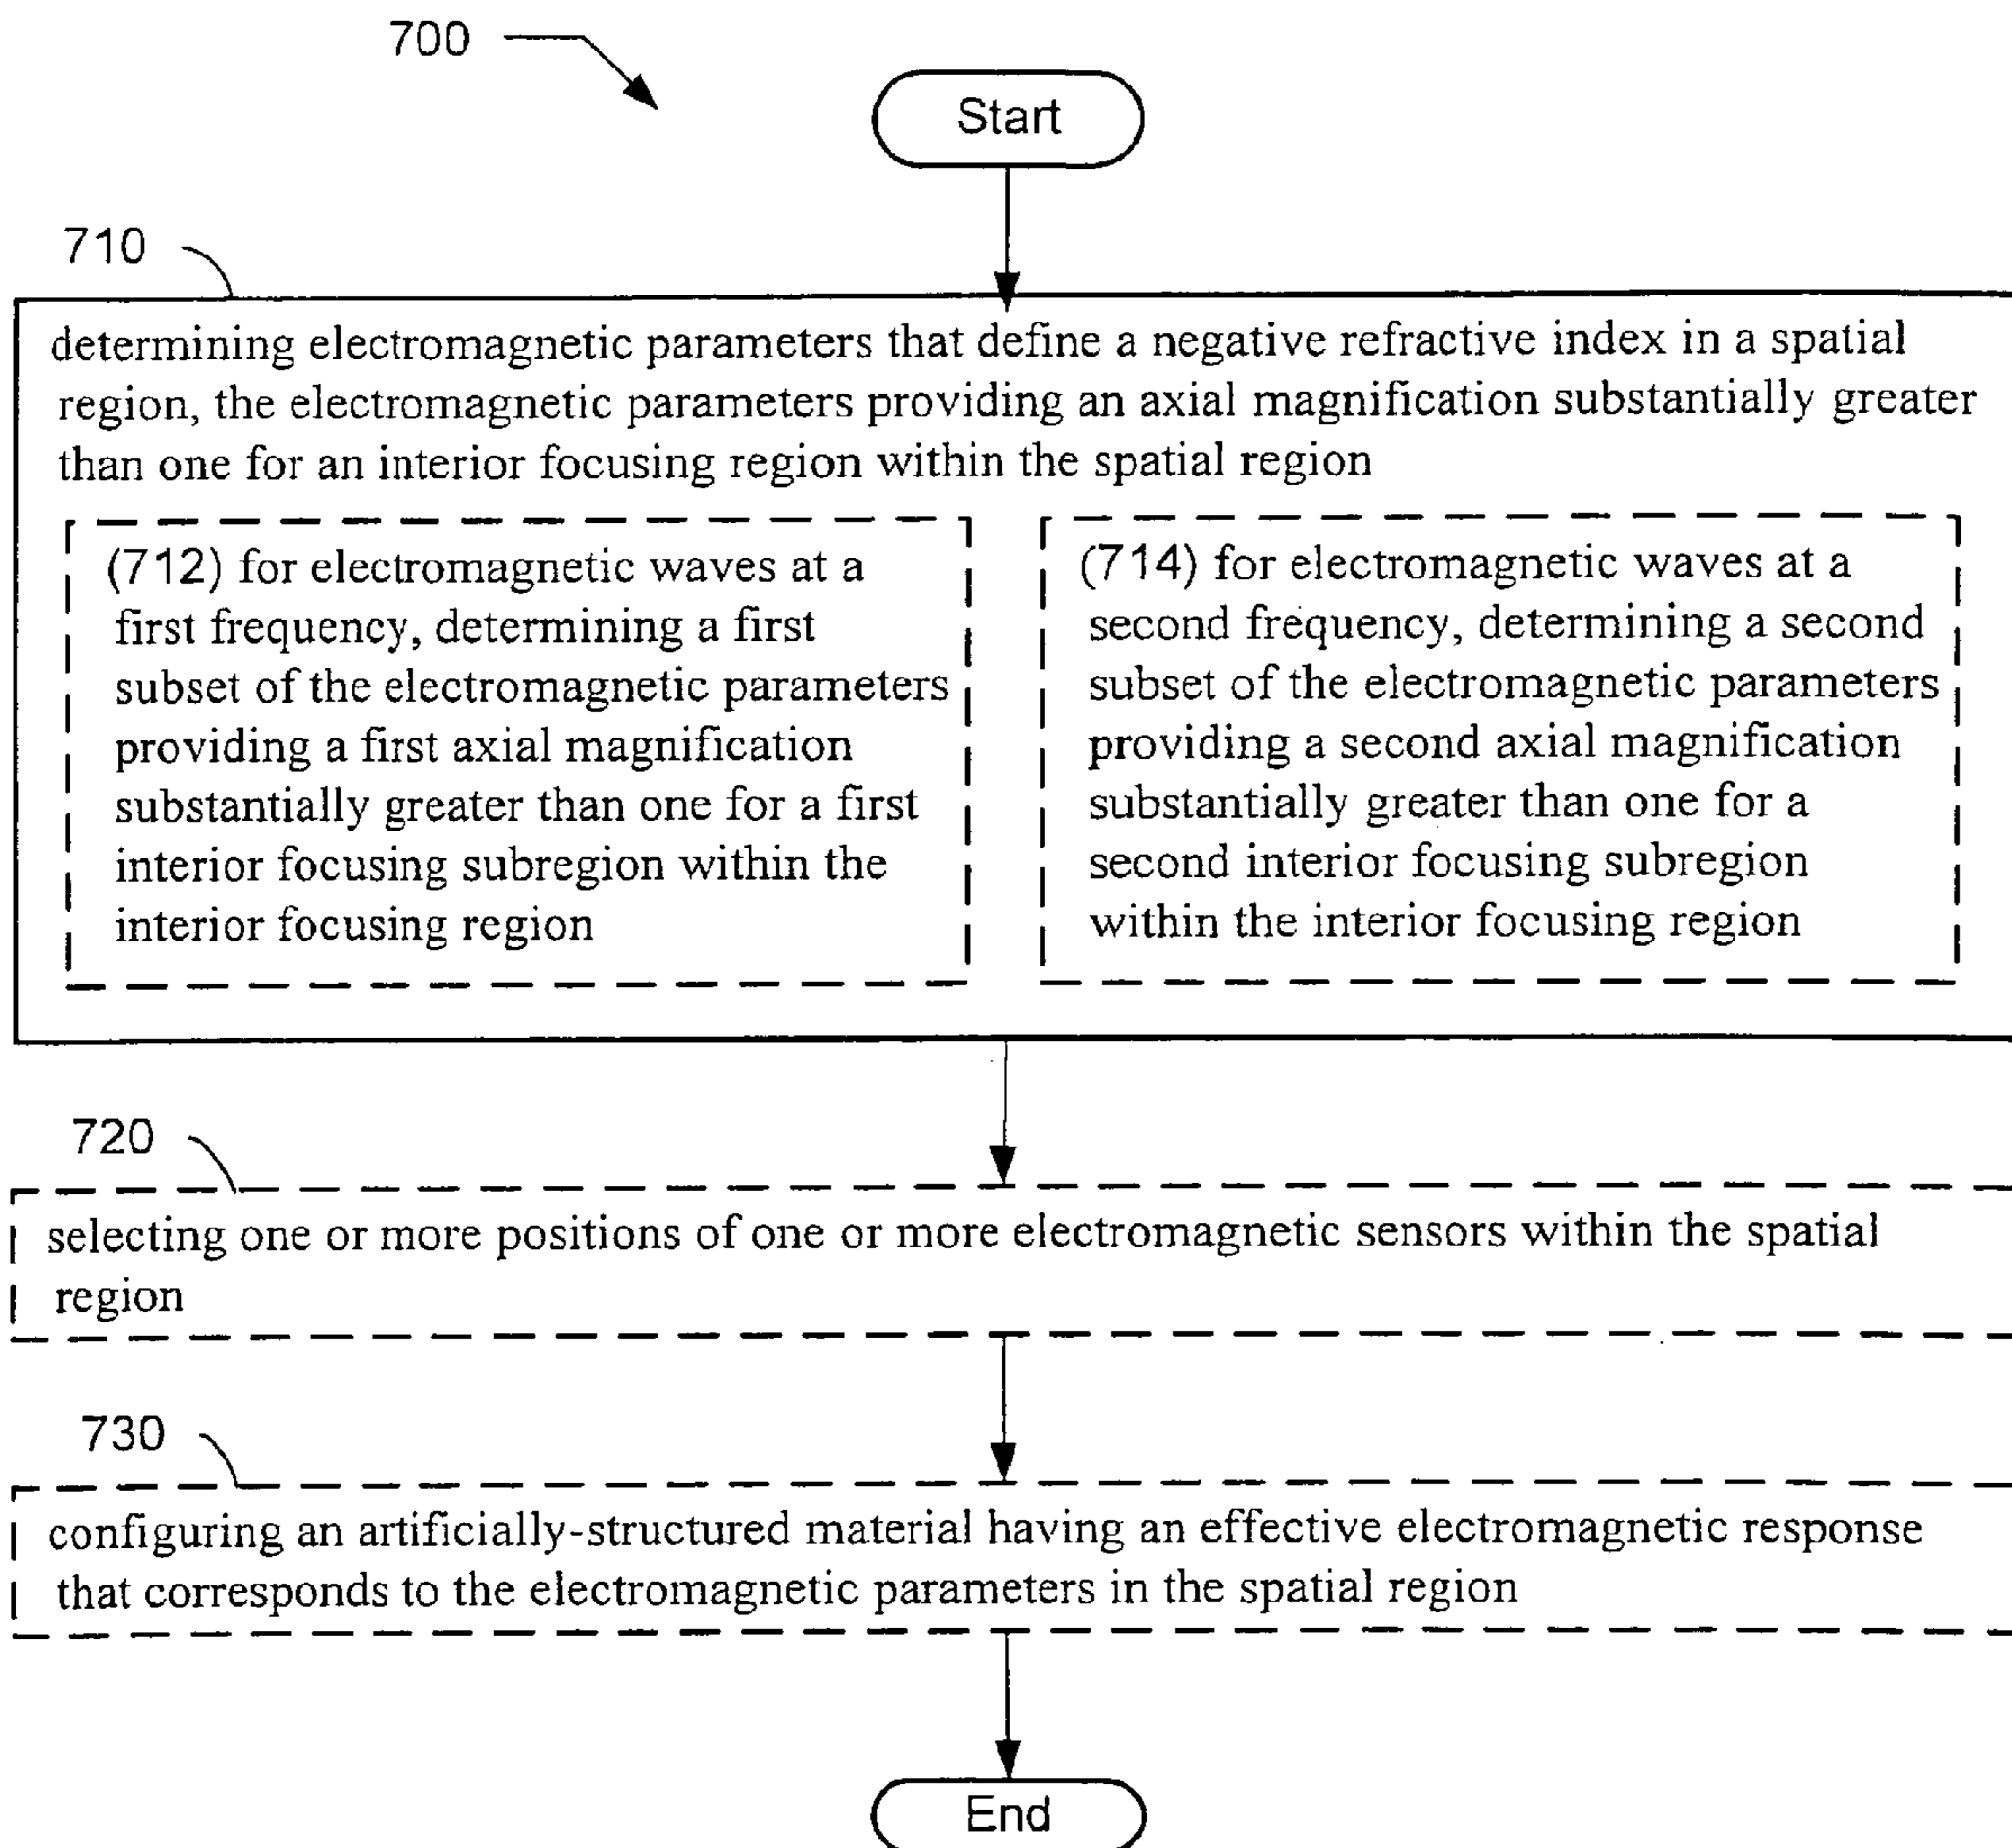 700
Start
710
determining electromagnetic parameters that define a negative refractive index in a spatial
region, the electromagnetic parameters providing an axial magnification substantially greater
than one for an interior focusing region within the spatial region
(712) for electromagnetic waves at a
first frequency, determining a first
subset of the electromagnetic parameters
providing a first axial magnification
substantially greater than one for a first
interior focusing subregion within the
interior focusing region
(714) for electromagnetic waves at a
second frequency, determining a second
subset of the electromagnetic parameters
providing a second axial magnification
substantially greater than one for a
second interior focusing subregion
within the interior focusing region
720
selecting one or more positions of one or more electromagnetic sensors within the spatial
region
730
configuring an artificially-structured material having an effective electromagnetic response
that corresponds to the electromagnetic parameters in the spatial region
End